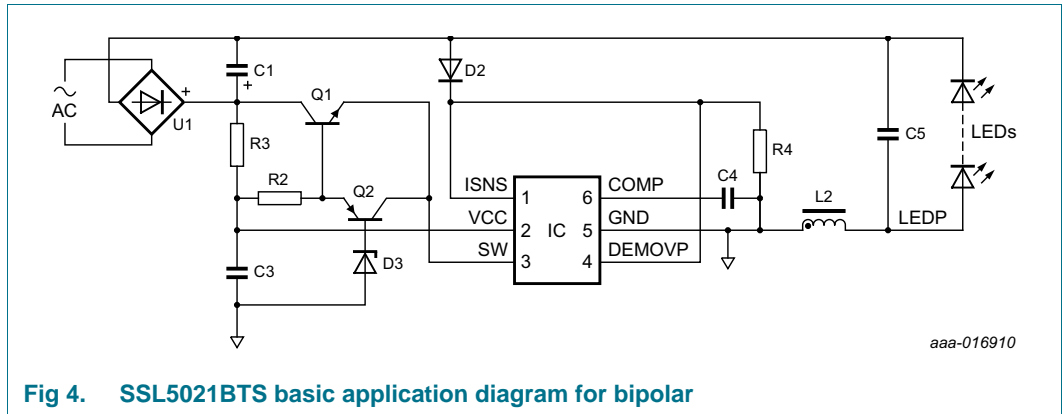 C1
+
D2
AC
+
U1
Q1
R3
R4
C5
LEDs
R2
Q2
ISNS
COMP
C4
L2
1
6
VCC
GND
LEDP
2
IC
5
SW
DEMOVP
D3
3
4
C3
aaa-016910
Fig 4. SSL5021BTS basic application diagram for bipolar